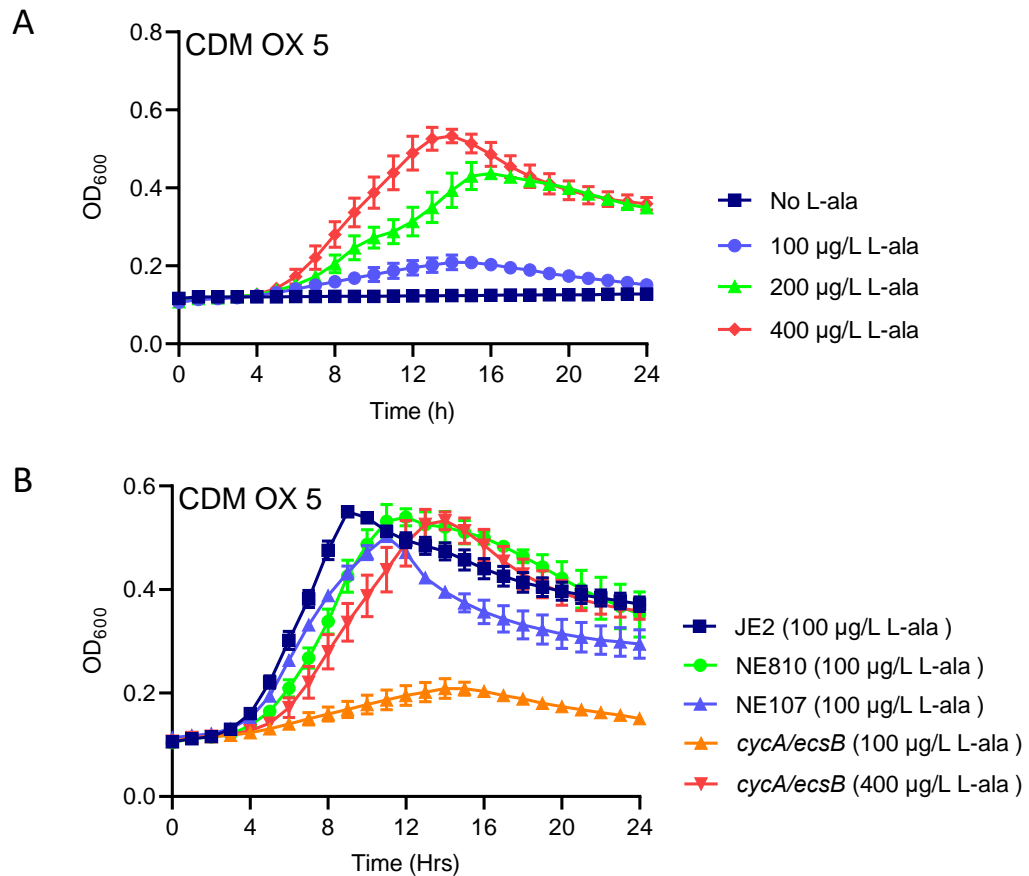 A
CDM OX 5
0.8
0.6
0.4
0.2
0.0
OD600
0 4 8 12 16 20 24
Time (h)
No L-ala
100 µg/L L-ala
200 µg/L L-ala
400 µg/L L-ala
B
CDM OX 5
0.6
0.4
0.2
0.0
OD600
0 4 8 12 16 20 24
Time (Hrs)
JE2 (100 µg/L L-ala )
NE810 (100 µg/L L-ala )
NE107 (100 µg/L L-ala )
cycA/ecsB (100 µg/L L-ala )
cycA/ecsB (400 µg/L L-ala )